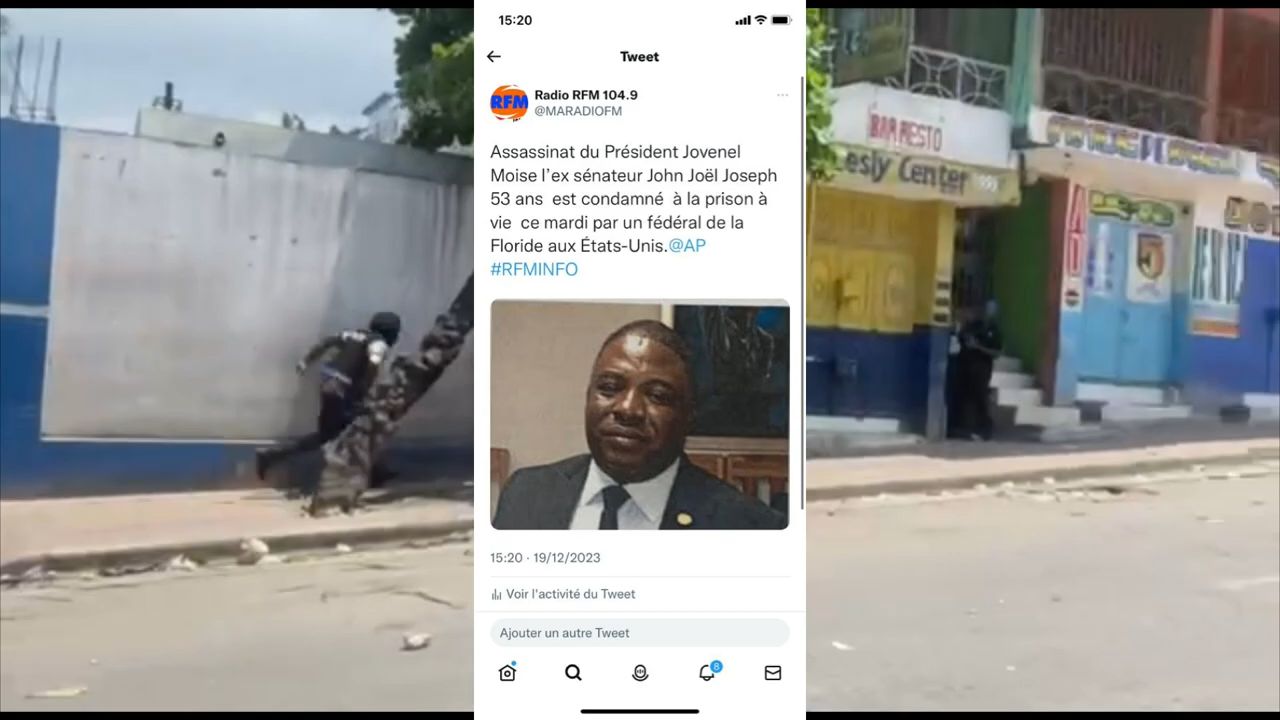 15:20
Tweet
RFM
Radio RFM 104.9
@MARADIOFM
Assassinat du Président Jovenel
Moise l'ex sénateur John Joël Joseph
53 ans est condamné à la prison à
vie ce mardi par un fédéral de la
Floride aux États-Unis.@AP
#RFMINFO
15:20 · 19/12/2023
Voir l'activité du Tweet
Ajouter un autre Tweet
8
BAR RESTO
esly Center